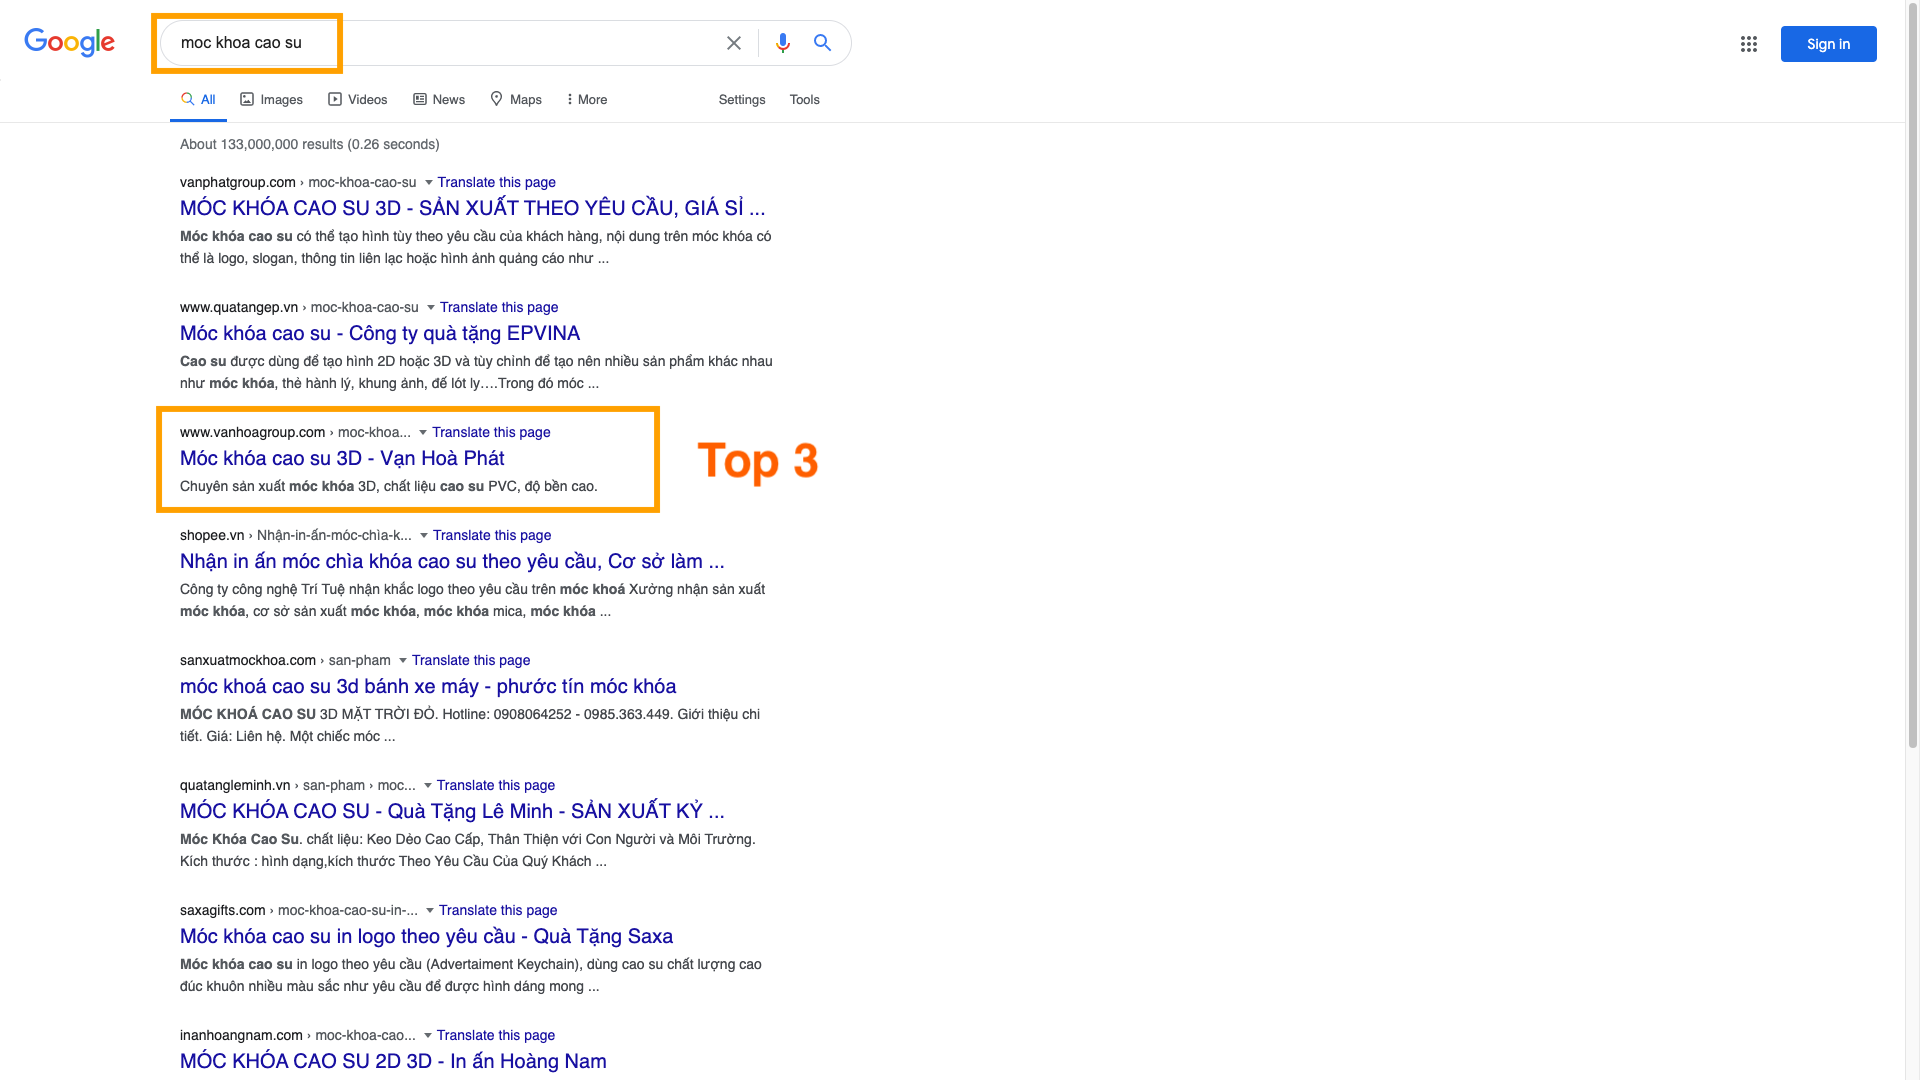 Google
moc khoa cao su
Sign in
All Images Videos News Maps More Settings Tools
About 133,000,000 results (0.26 seconds)
vanphatgroup.com › moc-khoa-cao-su Translate this page
MÓC KHÓA CAO SU 3D - SẢN XUẤT THEO YÊU CẦU, GIÁ SỈ ...
Móc khóa cao su có thể tạo hình tùy theo yêu cầu của khách hàng, nội dung trên móc khóa có
thể là logo, slogan, thông tin liên lạc hoặc hình ảnh quảng cáo như ...
www.quatangep.vn › moc-khoa-cao-su Translate this page
Móc khóa cao su - Công ty quà tặng EPVINA
Cao su được dùng để tạo hình 2D hoặc 3D và tùy chỉnh để tạo nên nhiều sản phẩm khác nhau
như móc khóa, thẻ hành lý, khung ảnh, đế lót ly….Trong đó móc ...
www.vanhoagroup.com › moc-khoa... Translate this page
Móc khóa cao su 3D - Vạn Hoà Phát
Chuyên sản xuất móc khóa 3D, chất liệu cao su PVC, độ bền cao.
Top 3
shopee.vn › Nhận-in-ấn-móc-chìa-k... Translate this page
Nhận in ấn móc chìa khóa cao su theo yêu cầu, Cơ sở làm ...
Công ty công nghệ Trí Tuệ nhận khắc logo theo yêu cầu trên móc khoá Xưởng nhận sản xuất
móc khóa, cơ sở sản xuất móc khóa, móc khóa mica, móc khóa ...
sanxuatmockhoa.com › san-pham Translate this page
móc khoá cao su 3d bánh xe máy - phước tín móc khóa
MÓC KHOÁ CAO SU 3D MẶT TRỜI ĐỎ. Hotline: 0908064252 - 0985.363.449. Giới thiệu chi
tiết. Giá: Liên hệ. Một chiếc móc ...
quatangleminh.vn › san-pham › moc... Translate this page
MÓC KHÓA CAO SU - Quà Tặng Lê Minh - SẢN XUẤT KỶ ...
Móc Khóa Cao Su. chất liệu: Keo Dẻo Cao Cấp, Thân Thiện với Con Người và Môi Trường.
Kích thước : hình dạng,kích thước Theo Yêu Cầu Của Quý Khách ...
saxagifts.com › moc-khoa-cao-su-in-... Translate this page
Móc khóa cao su in logo theo yêu cầu - Quà Tặng Saxa
Móc khóa cao su in logo theo yêu cầu (Advertaiment Keychain), dùng cao su chất lượng cao
đúc khuôn nhiều màu sắc như yêu cầu để được hình dáng mong ...
inanhoangnam.com › moc-khoa-cao... Translate this page
MÓC KHÓA CAO SU 2D 3D - In ấn Hoàng Nam